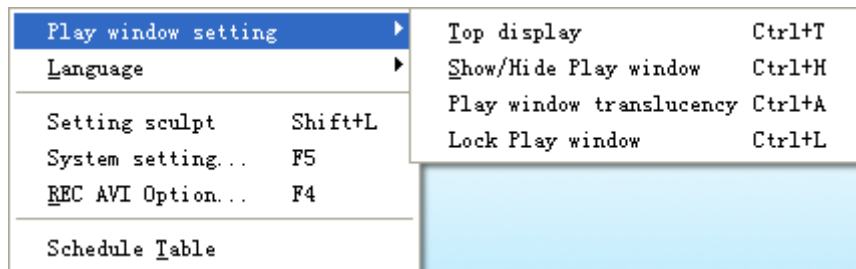 Play window setting
Language
Setting sculpt Shift+L
System setting... F5
REC AVI Option... F4
Schedule Table
Top display Ctrl+T
Show/Hide Play window Ctrl+H
Play window translucency Ctrl+A
Lock Play window Ctrl+L